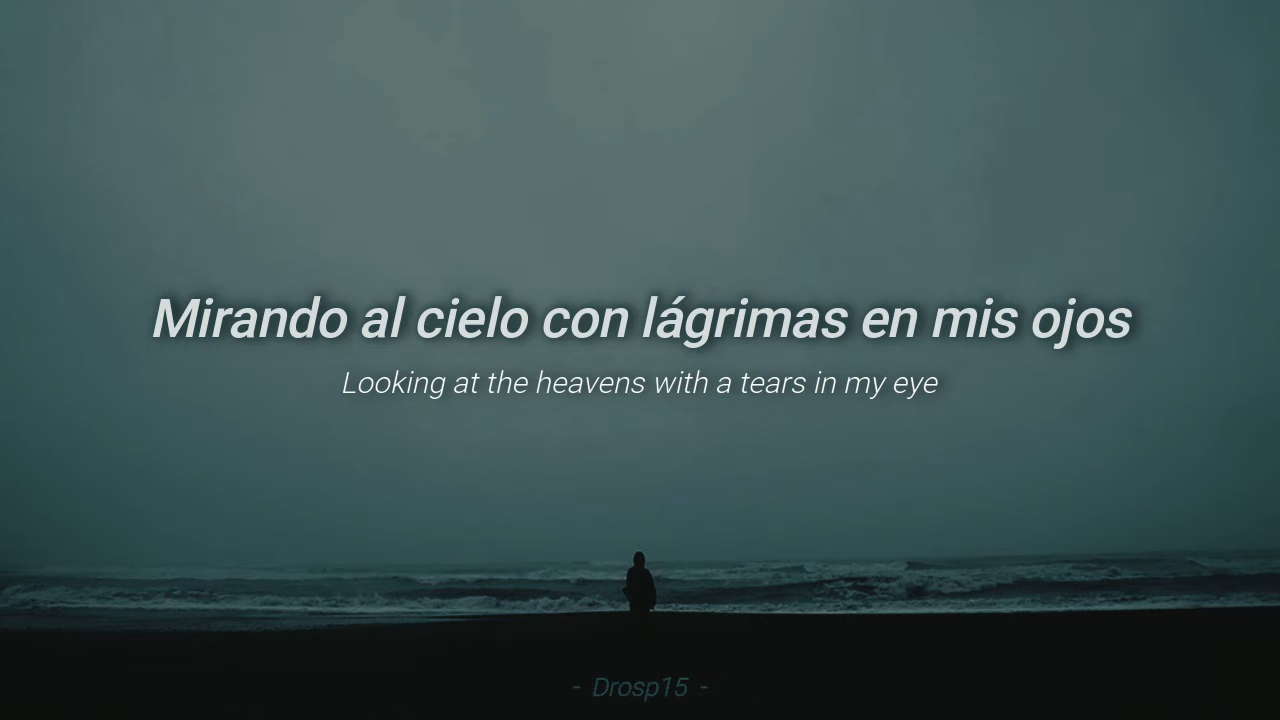 Mirando al cielo con lágrimas en mis ojos
Looking at the heavens with a tears in my eye
- Drosp15 -